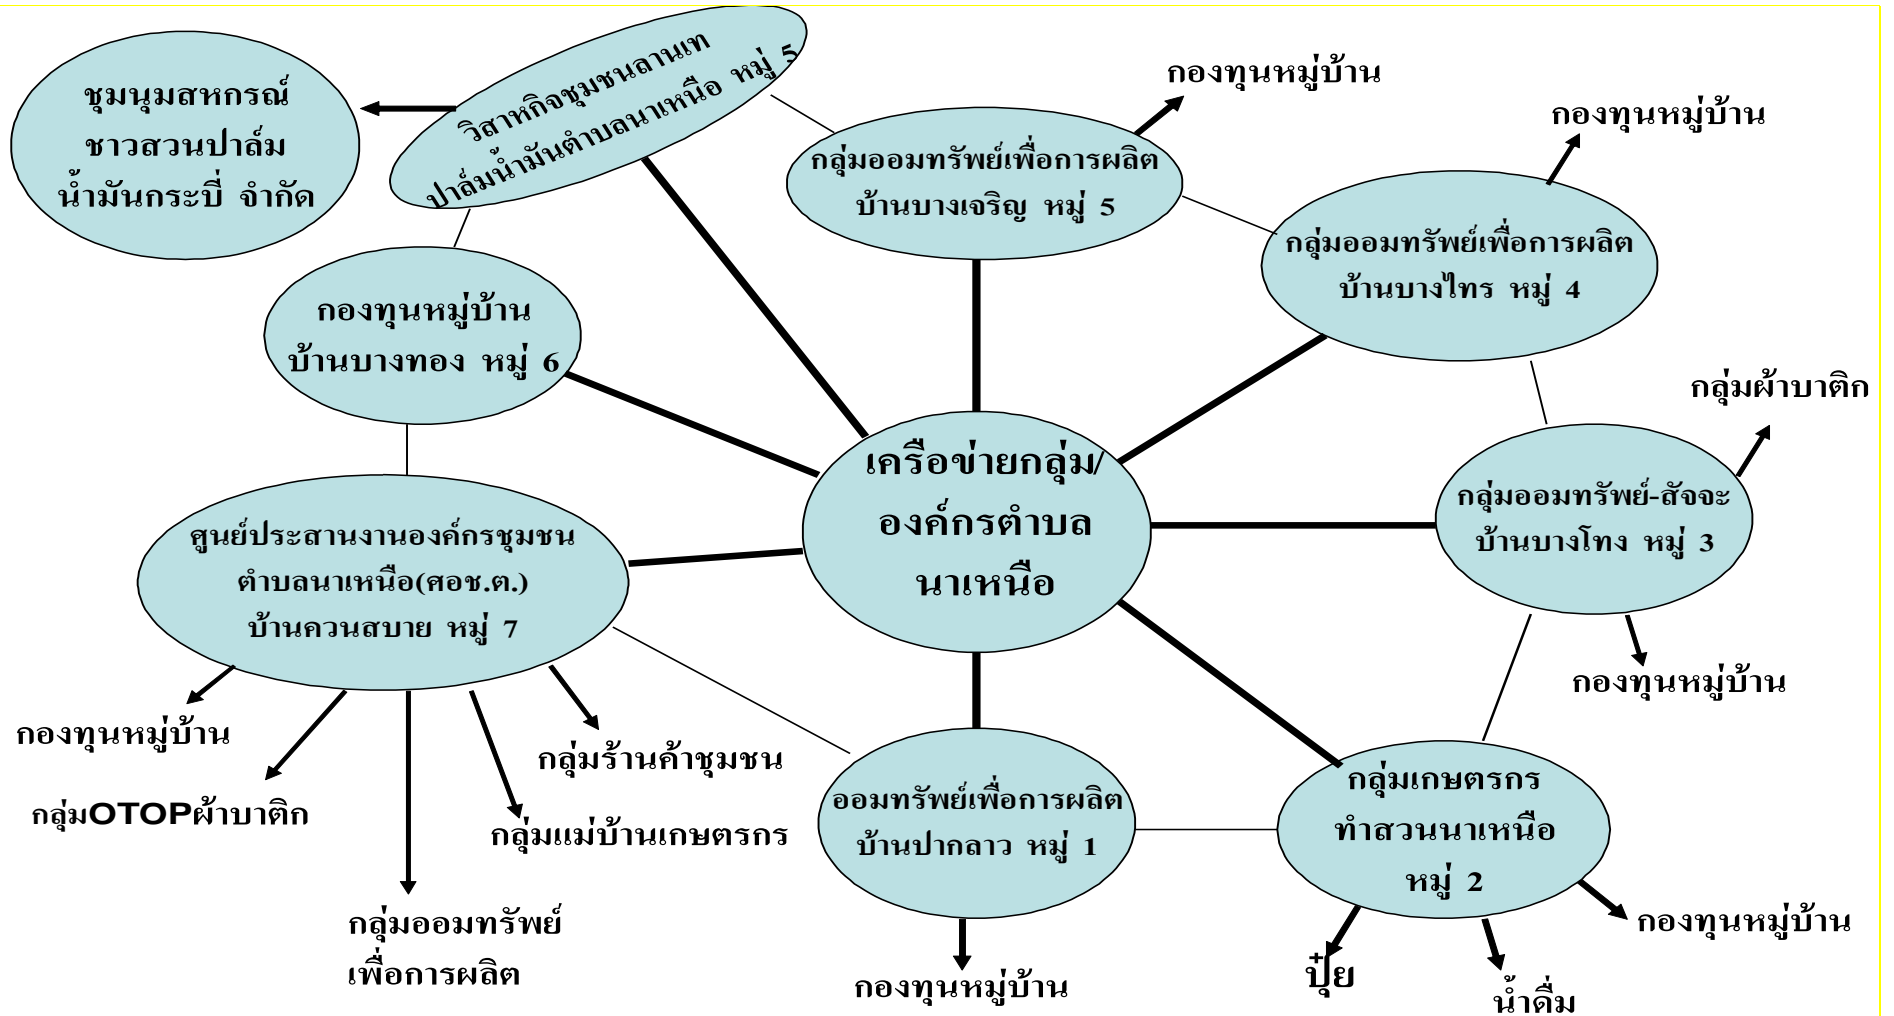 ชุมนุมสหกรณ์
ชาวสวนปาล์ม
น้ำมันกระบี่ จำกัด
วิสาหกิจชุมชนลานเท
ปาล์มน้ำมันตำบลนาเหนือ หมู่ 5
กลุ่มออมทรัพย์เพื่อการผลิต
บ้านบางเจริญ หมู่ 5
กองทุนหมู่บ้าน
กองทุนหมู่บ้าน
กลุ่มออมทรัพย์เพื่อการผลิต
บ้านบางไทร หมู่ 4
กองทุนหมู่บ้าน
บ้านบางทอง หมู่ 6
กลุ่มผ้าบาติก
เครือข่ายกลุ่ม/
องค์กรตำบล
นาเหนือ
กลุ่มออมทรัพย์-สัจจะ
บ้านบางโทง หมู่ 3
กองทุนหมู่บ้าน
ศูนย์ประสานงานองค์กรชุมชน
ตำบลนาเหนือ(ศอช.ต.)
บ้านควนสบาย หมู่ 7
กองทุนหมู่บ้าน
กลุ่มOTOPผ้าบาติก
กลุ่มออมทรัพย์
เพื่อการผลิต
กลุ่มแม่บ้านเกษตรกร
กลุ่มร้านค้าชุมชน
ออมทรัพย์เพื่อการผลิต
บ้านปากลาว หมู่ 1
กองทุนหมู่บ้าน
กลุ่มเกษตรกร
ทำสวนนาเหนือ
หมู่ 2
ปุ๋ย
น้ำดื่ม
กองทุนหมู่บ้าน